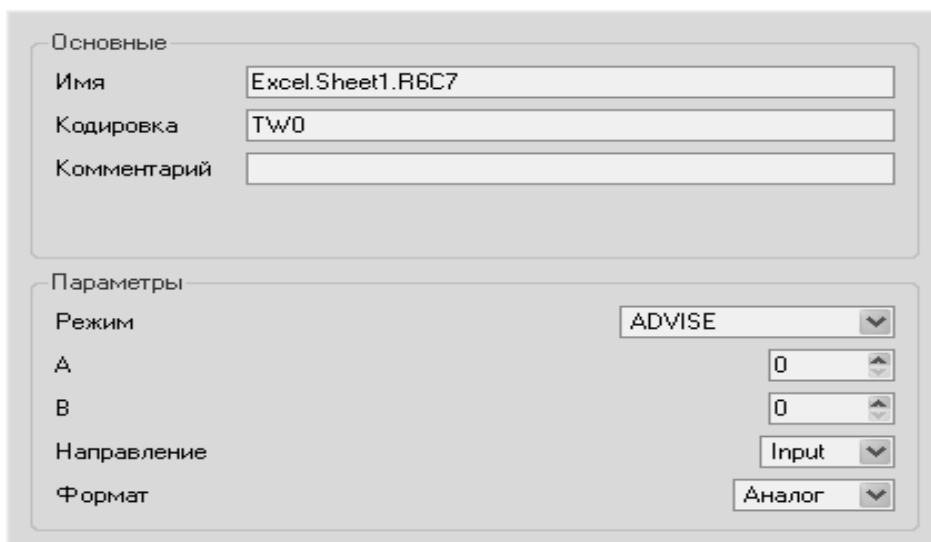 Основные
Имя Excel.Sheet1.R6C7
Кодировка TW0
Комментарий
Параметры
Режим ADVISE
A 0
B 0
Направление Input
Формат Аналог